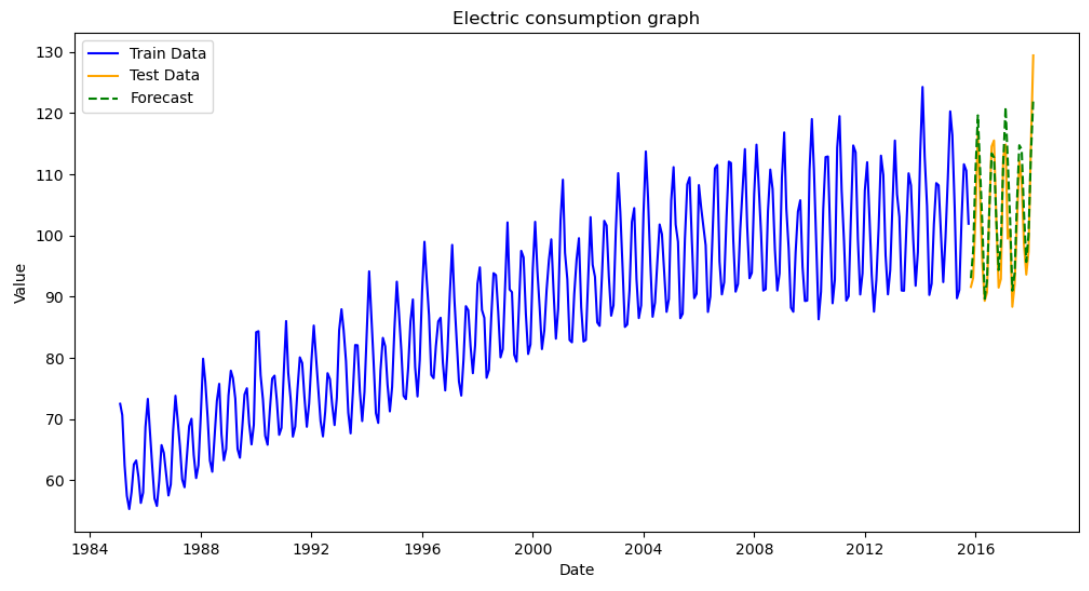 Electric consumption graph
Train Data
Test Data
Forecast
130
120
110
100
90
80
70
60
Value
1984
1988
1992
1996
2000
2004
2008
2012
2016
Date